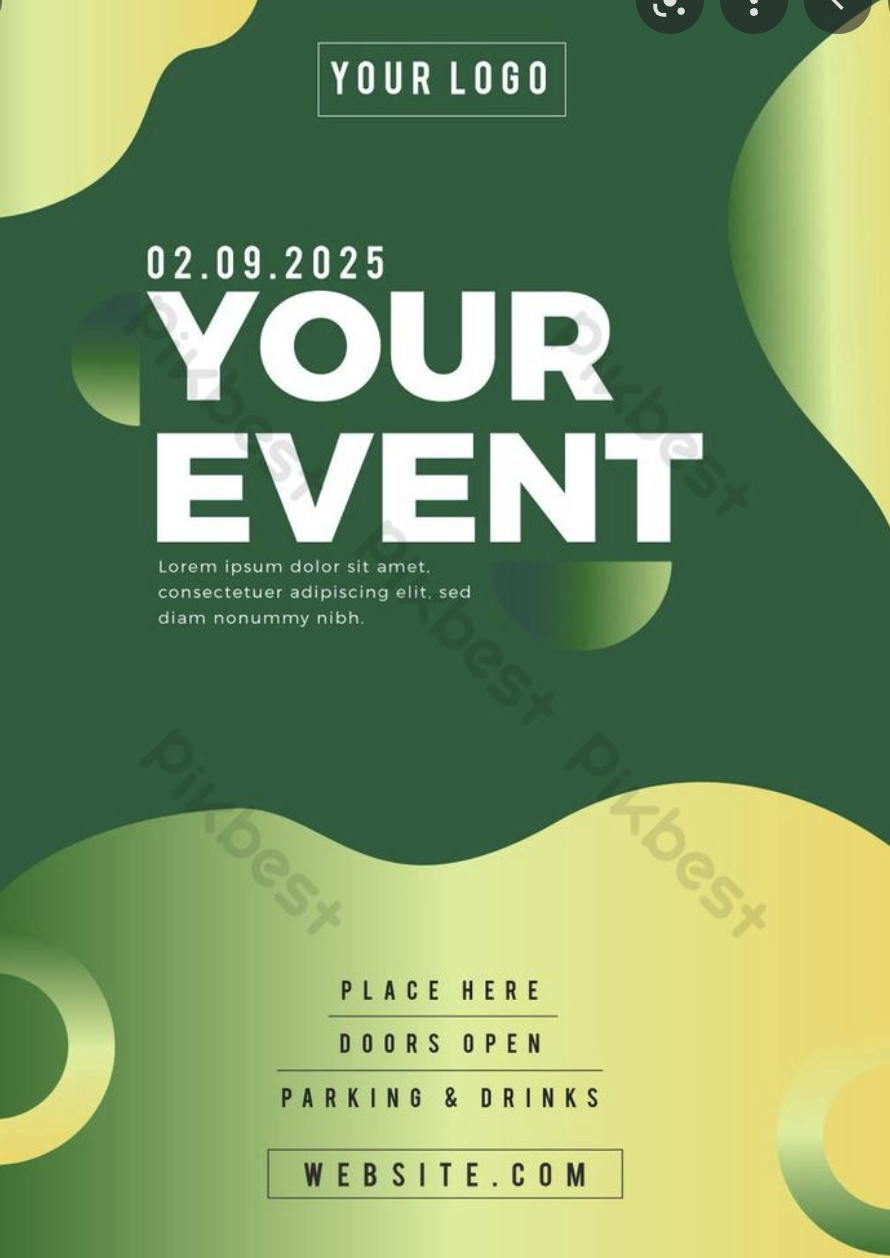 YOUR LOGO
02.09.2025
YOUR
EVENT
Lorem ipsum dolor sit amet,
consectetuer adipiscing elit, sed
diam nonummy nibh.
pikbest
pikbest
pikbest
pikbest
pikbest
PLACE HERE
DOORS OPEN
PARKING & DRINKS
WEBSITE.COM